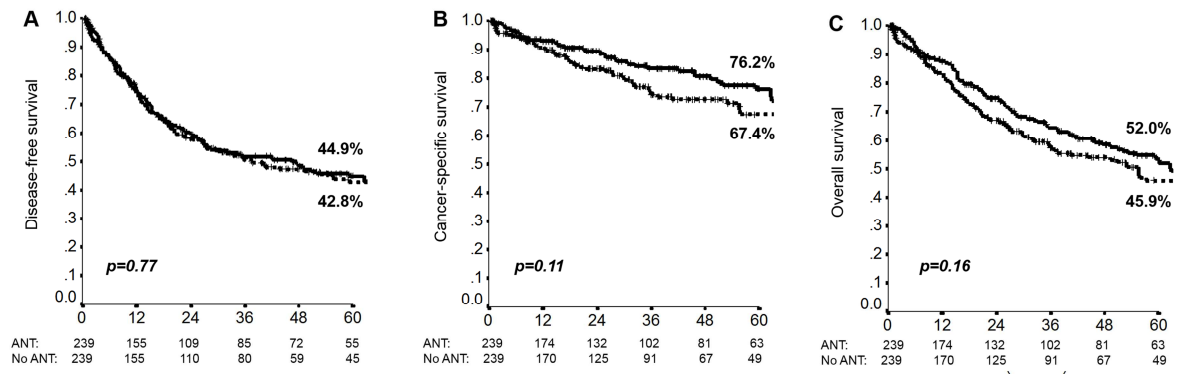 A
Disease-free survival
1.0
.9
.8
.7
.6
.5
.4
.3
.2
.1
0.0
44.9%
42.8%
p=0.77
0 12 24 36 48 60
ANT: 239 155 109 85 72 55
No ANT: 239 155 110 80 59 45
B
Cancer-specific survival
1.0
.9
.8
.7
.6
.5
.4
.3
.2
.1
0.0
76.2%
67.4%
p=0.11
0 12 24 36 48 60
ANT: 239 174 132 102 81 63
No ANT: 239 170 125 91 67 49
C
Overall survival
1.0
.9
.8
.7
.6
.5
.4
.3
.2
.1
0.0
52.0%
45.9%
p=0.16
0 12 24 36 48 60
ANT: 239 174 132 102 81 63
No ANT: 239 170 125 91 67 49